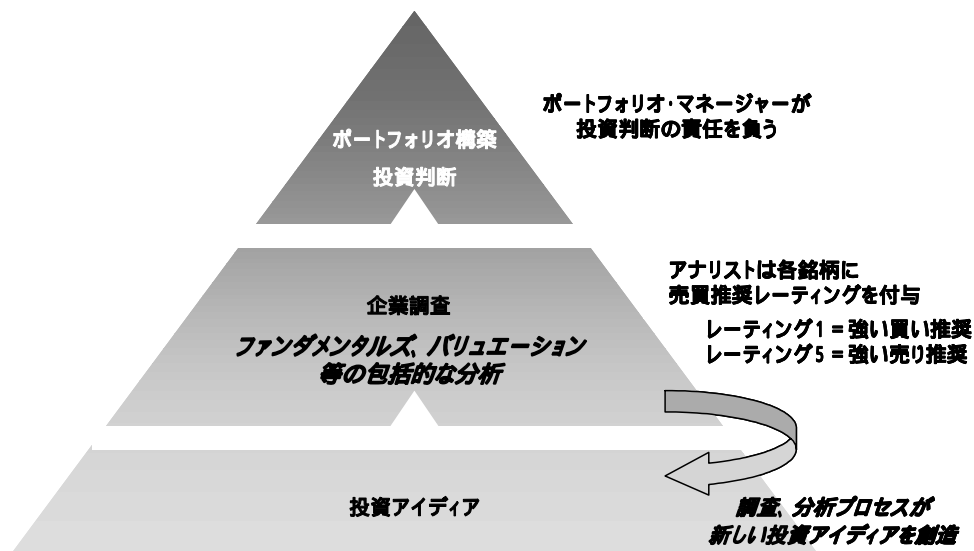 ポートフォリオ・マネージャーが
投資判断の責任を負う
ポートフォリオ構築
投資判断
アナリストは各銘柄に
売買推奨レーティングを付与
レーティング1=強い買い推奨
レーティング5=強い売り推奨
企業調査
ファンダメンタルズ、バリュエーション
等の包括的な分析
投資アイディア
調査、分析プロセスが
新しい投資アイディアを創造